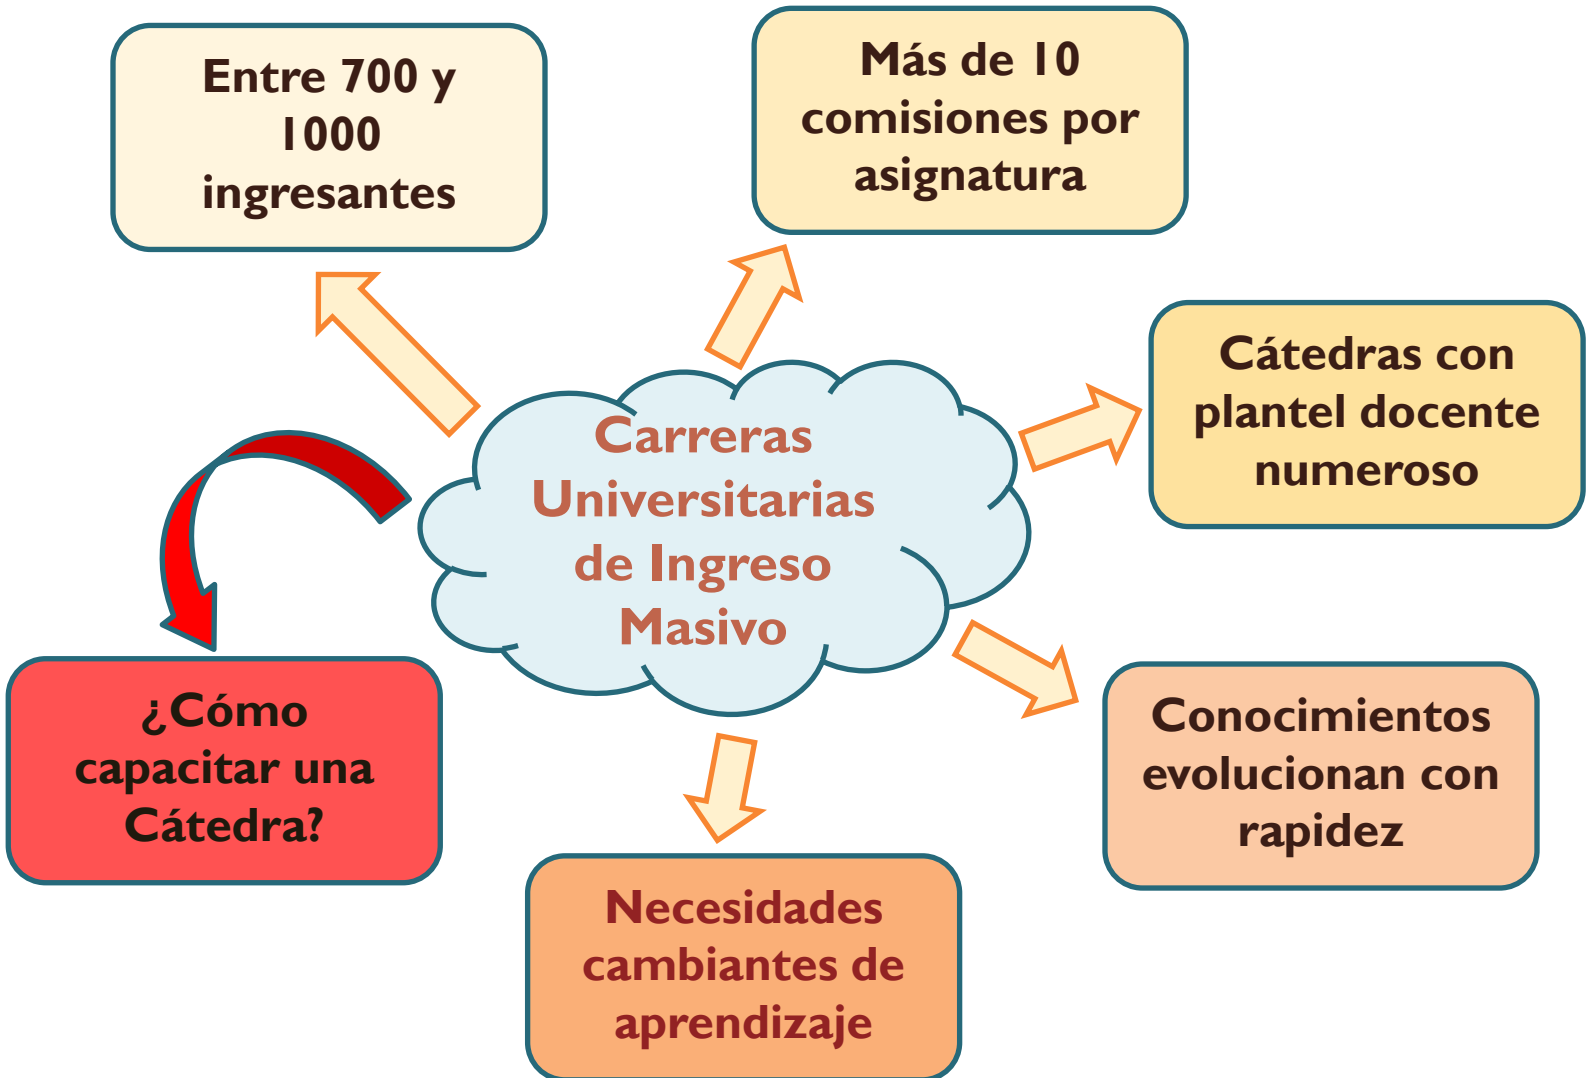 Entre 700 y
1000
ingresantes
Más de 10
comisiones por
asignatura
Cátedras con
plantel docente
numeroso
Carreras
Universitarias
de Ingreso
Masivo
¿Cómo
capacitar una
Cátedra?
Conocimientos
evolucionan con
rapidez
Necesidades
cambiantes de
aprendizaje